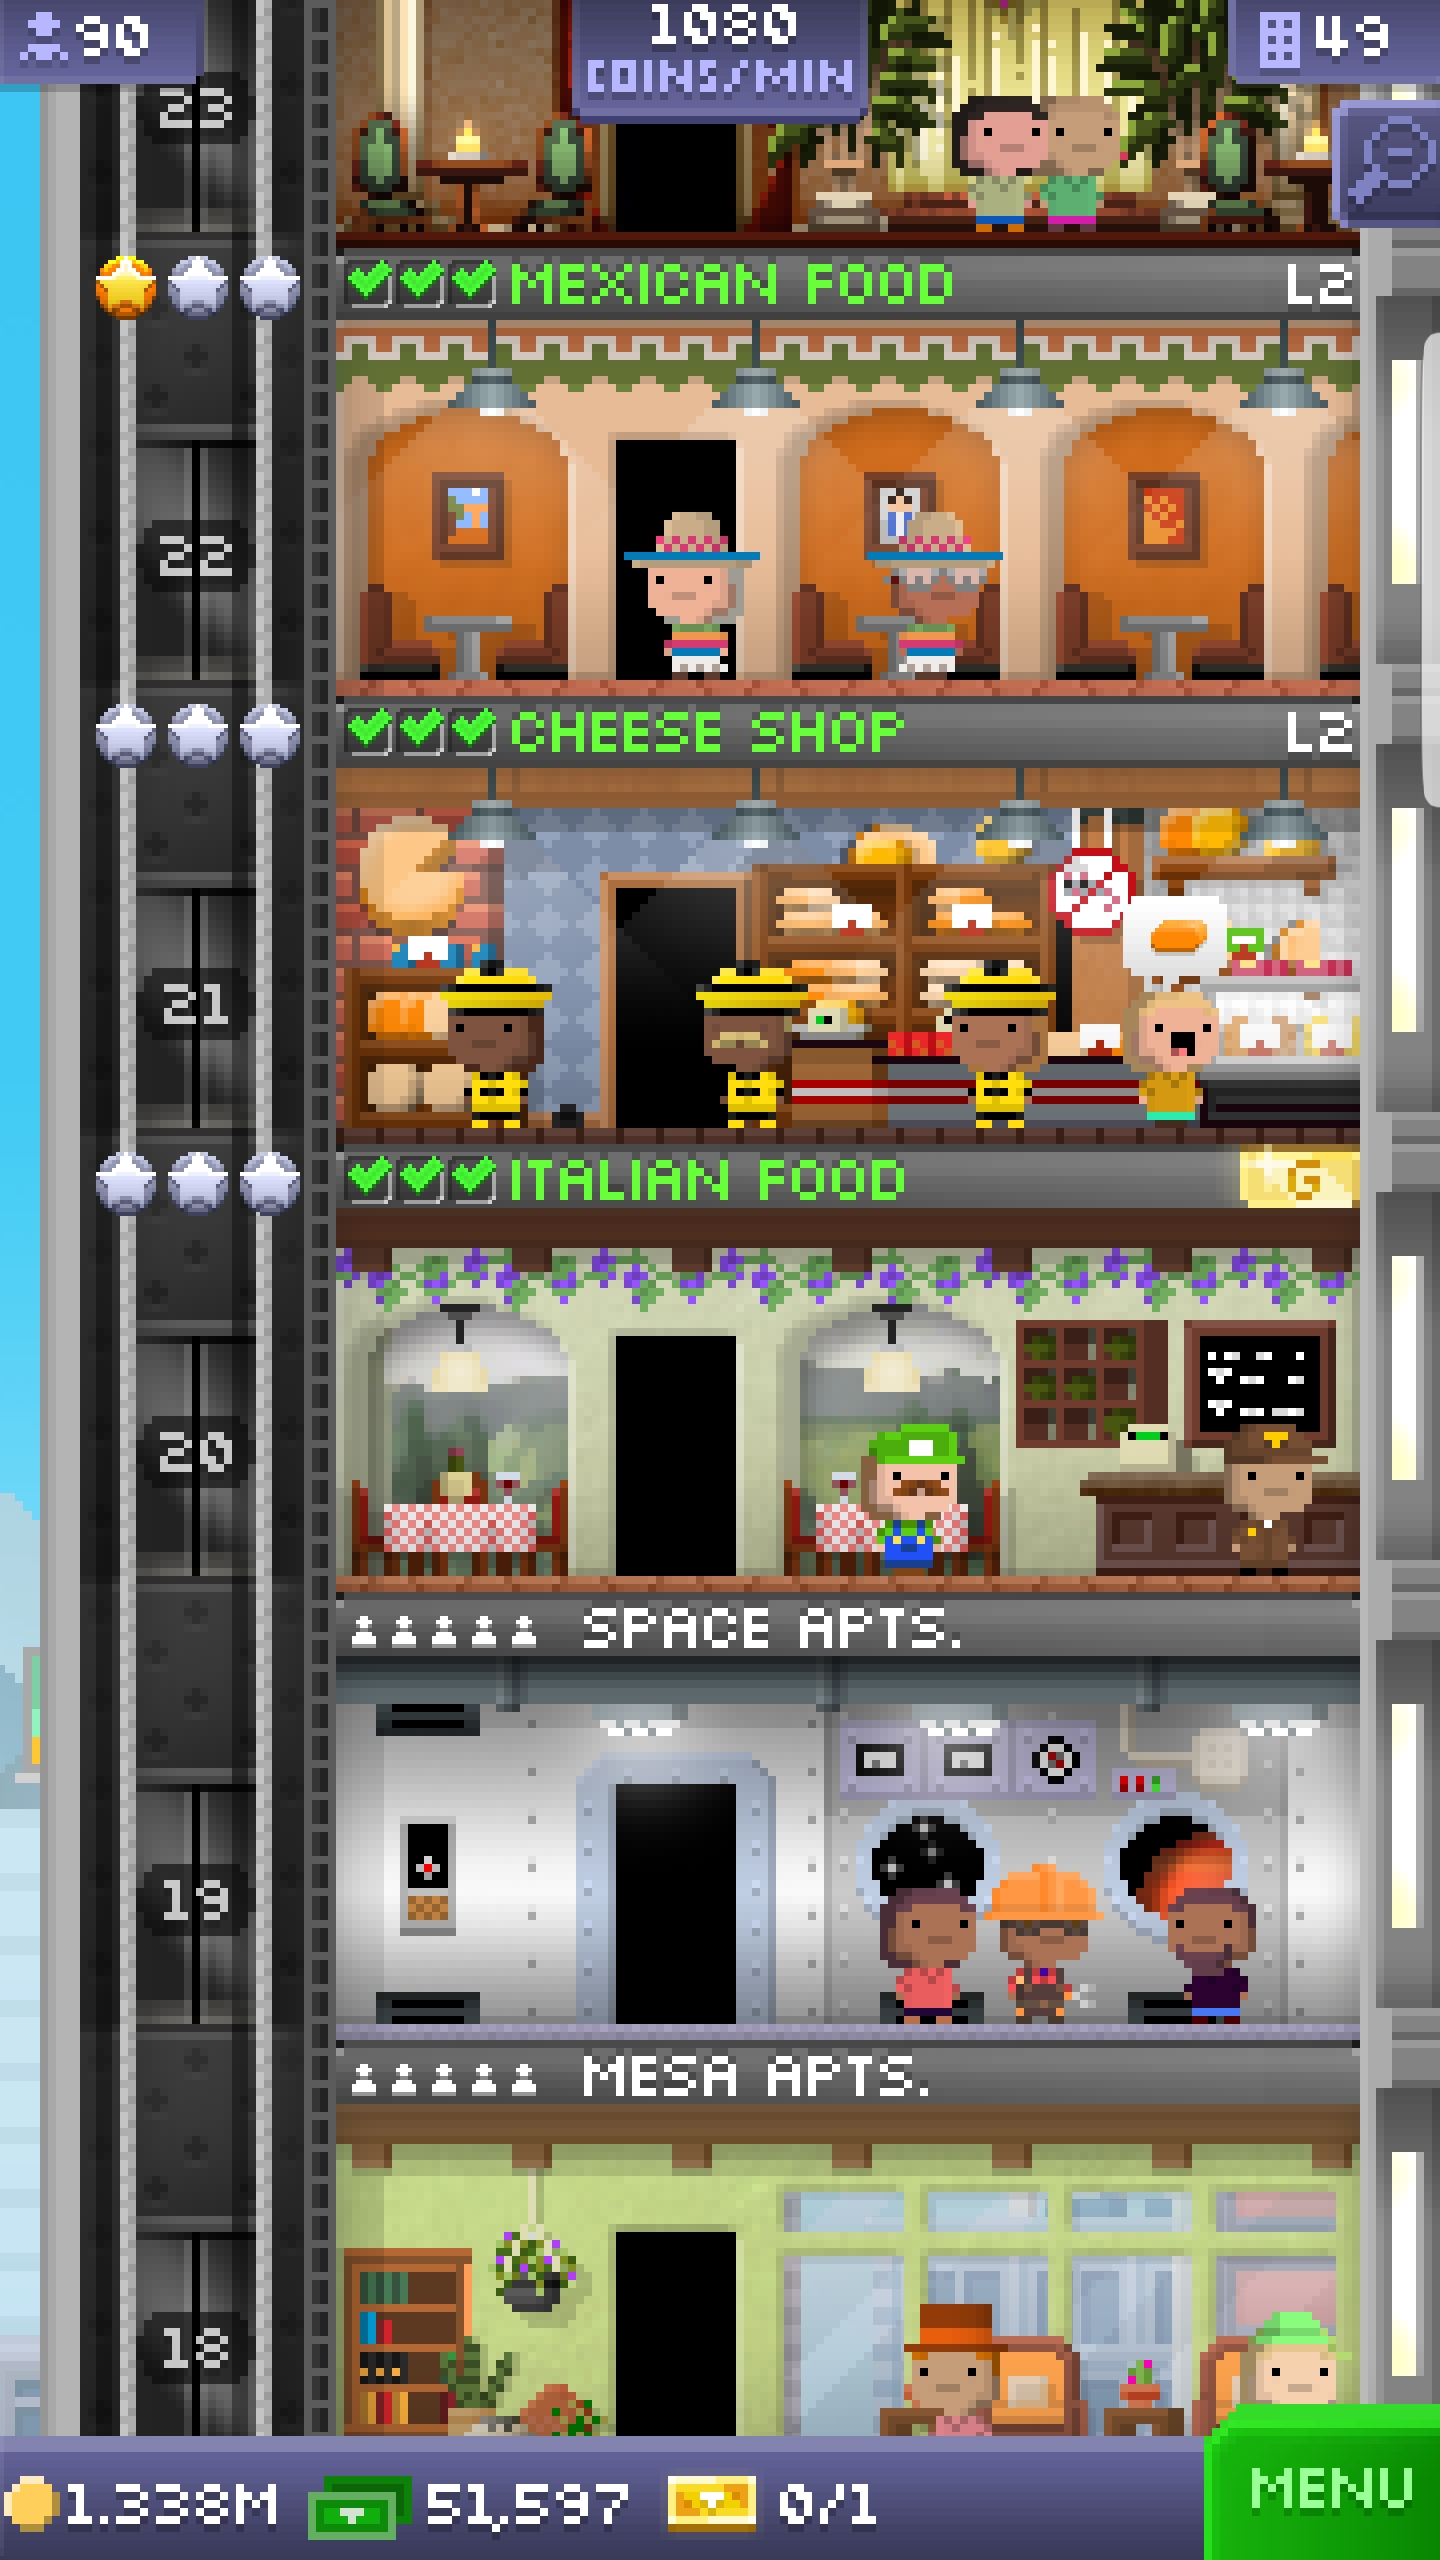 90
1080
COINS/MIN
49
23
MEXICAN FOOD L2
22
CHEESE SHOP L2
21
ITALIAN FOOD G
20
SPACE APTS.
19
MESA APTS.
18
1.338M 51,597 0/1 MENU